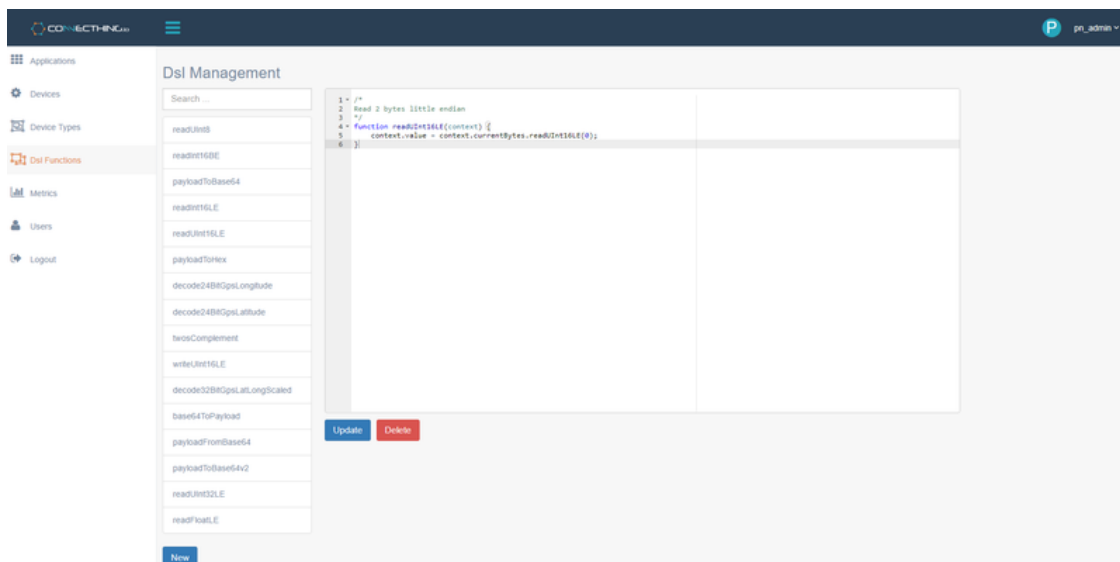 CONNECTHING
pn_admin
P
Applications
Devices
Device Types
Dsl Functions
Metrics
Users
Logout
Dsl Management
Search ...
readUInt8
readInt16BE
payloadToBase64
readInt16LE
readUInt16LE
payloadToHex
decode24BitGpsLongitude
decode24BitGpsLatitude
twosComplement
writeUInt16LE
decode32BitGpsLatLongScaled
base64ToPayload
payloadFromBase64
payloadToBase64v2
readUInt32LE
readFloatLE
New
1 /*
2 Read 2 bytes little endian
3 */
4 function readUInt16LE(context) {
5 context.value = context.currentBytes.readUInt16LE(0);
6 }
Update
Delete